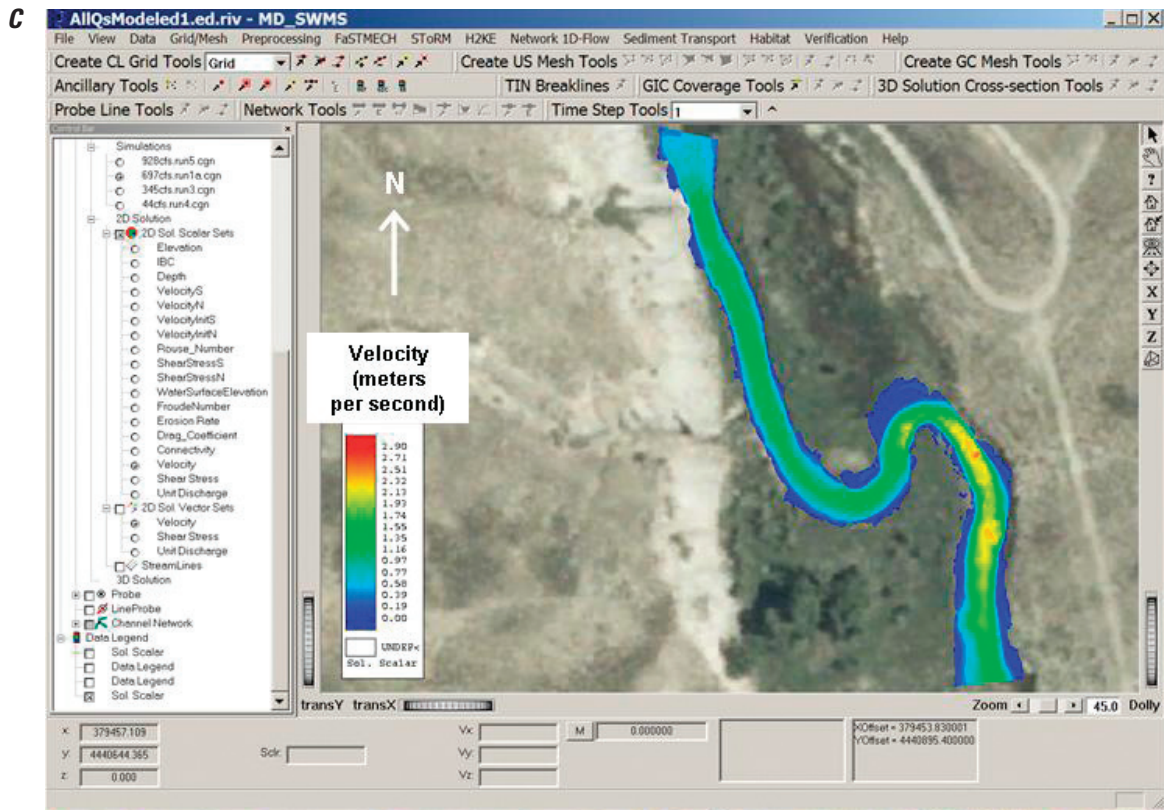 C
AllQsModeled1.ed.riv - MD_SWMS
File View Data Grid/Mesh Preprocessing FaSTMECH SToRM H2KE Network 1D-Flow Sediment Transport Habitat Verification Help
Create CL Grid Tools Grid Create US Mesh Tools Create GC Mesh Tools
Ancillary Tools TIN Breaklines GIC Coverage Tools 3D Solution Cross-section Tools
Probe Line Tools Network Tools Time Step Tools 1
Control Bar
Simulations
928cfs.run5.cgn
697cfs.run1a.cgn
345cfs.run3.cgn
44cfs.run4.cgn
2D Solution
2D Sol. Scalar Sets
Elevation
IBC
Depth
VelocityS
VelocityN
VelocityInitS
VelocityInitN
Rouse_Number
ShearStressS
ShearStressN
WaterSurfaceElevation
FroudeNumber
Erosion Rate
Drag_Coefficient
Connectivity
Velocity
Shear Stress
Unit Discharge
2D Sol. Vector Sets
Velocity
Shear Stress
Unit Discharge
StreamLines
3D Solution
Probe
LineProbe
Channel Network
Data Legend
Sol. Scalar
Data Legend
Data Legend
Sol. Scalar
N
Velocity
(meters
per second)
2.90
2.71
2.51
2.32
2.13
1.93
1.74
1.55
1.35
1.16
0.97
0.77
0.58
0.39
0.19
0.00
UNDEF<
Sol. Scalar
?
X
Y
Z
transY transX
Zoom 45.0 Dolly
x: 379457.109
y: 4440644.365
z: 0.000
Sclr:
Vx:
Vy:
Vz:
M 0.000000
XOffset = 379453.830001
YOffset = 4440895.400000